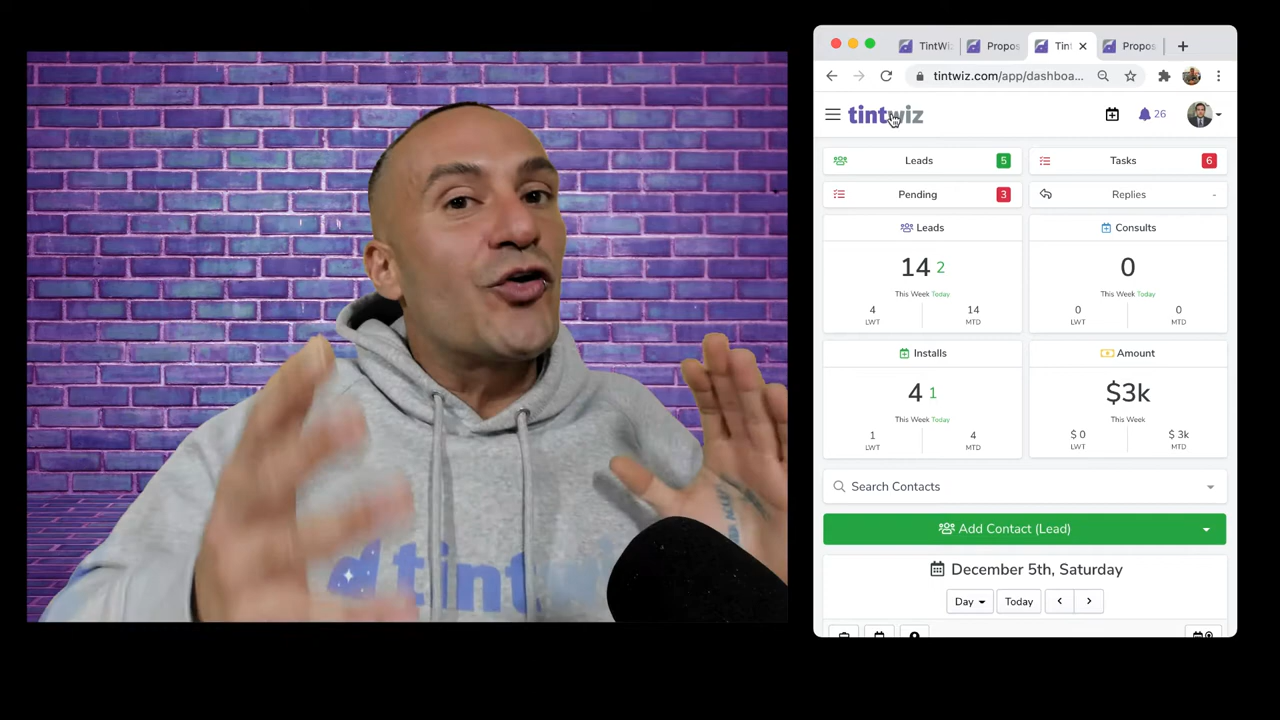 TintWi
Propos
Tint
Propos
tintwiz.com/app/dashboa...
tintwiz
26
Leads 5
Tasks 6
Pending 3
Replies -
Leads
14 2
This Week Today
4 14
LWT MTD
Consults
0
This Week Today
0 0
LWT MTD
Installs
4 1
This Week Today
1 4
LWT MTD
Amount
$3k
This Week
$ 0 $ 3k
LWT MTD
Search Contacts
Add Contact (Lead)
December 5th, Saturday
Day Today < >
tint